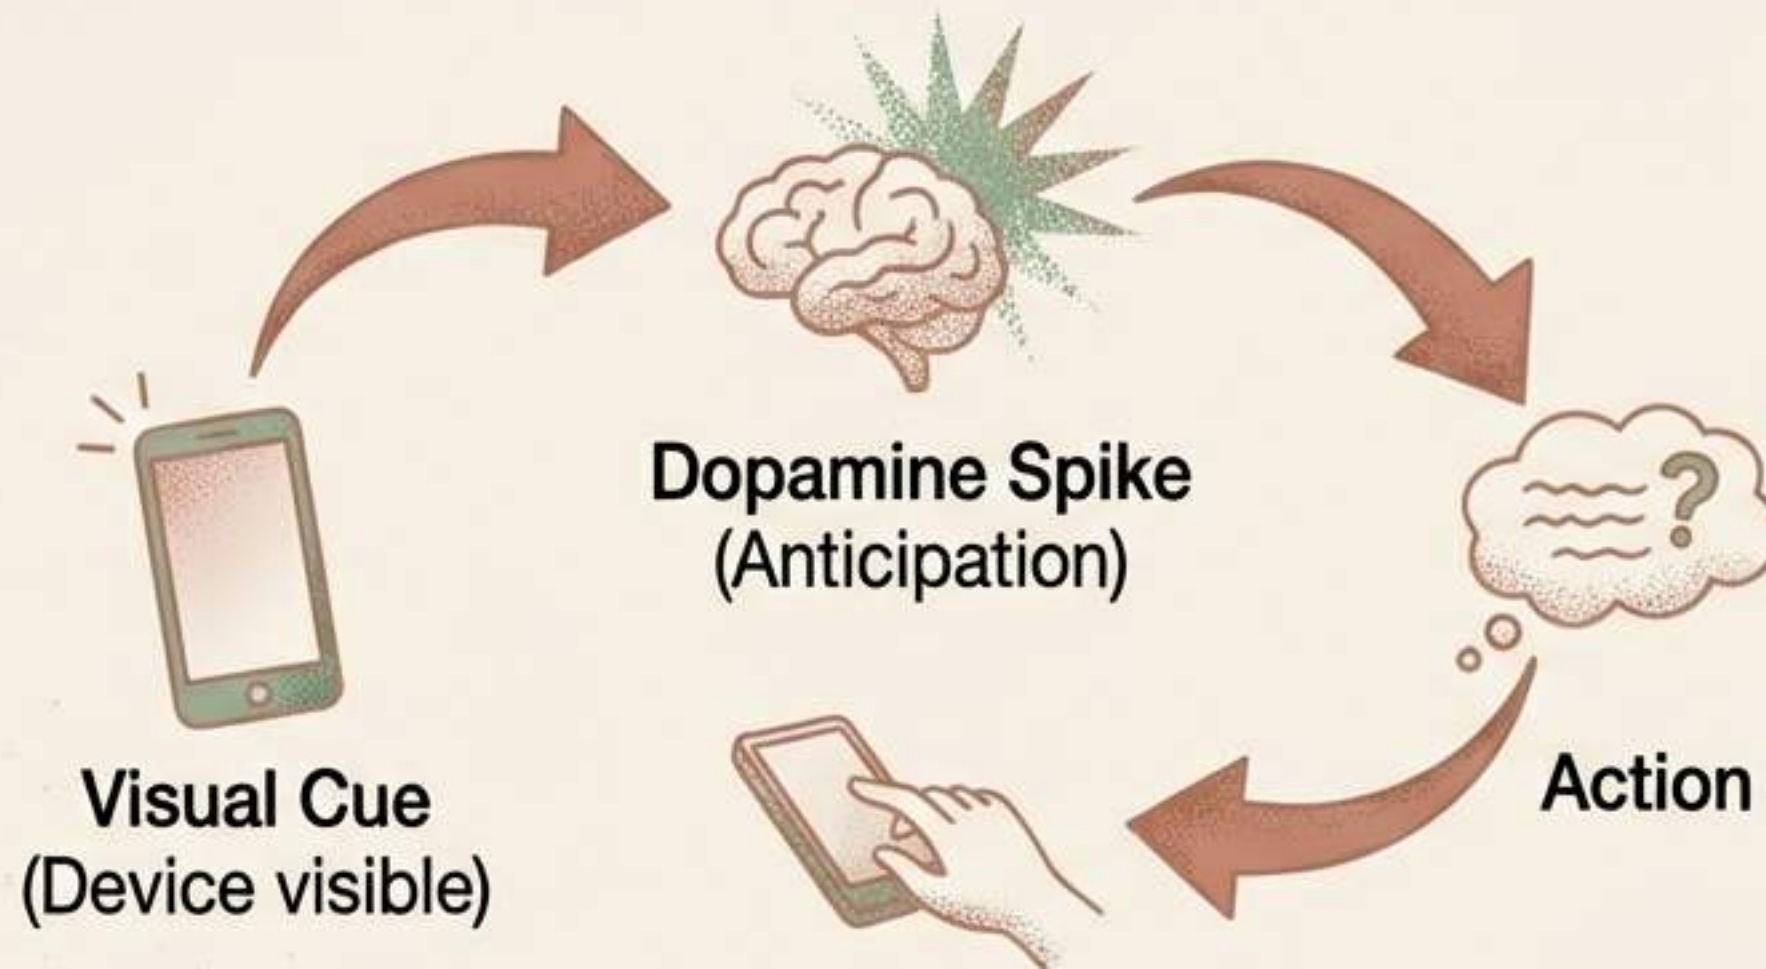 Dopamine Spike
(Anticipation)
?
Visual Cue
(Device visible)
Action